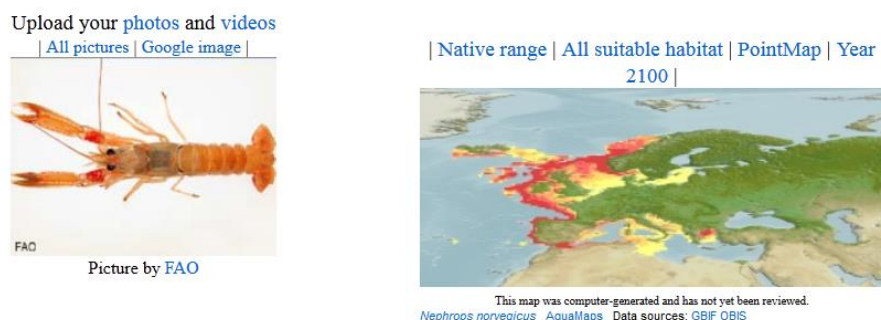 Upload your photos and videos
| All pictures | Google image |
FAO
Picture by FAO
| Native range | All suitable habitat | PointMap | Year
2100 |
This map was computer-generated and has not yet been reviewed.
Nephrops norvegicus AquaMaps Data sources: GBIF OBIS